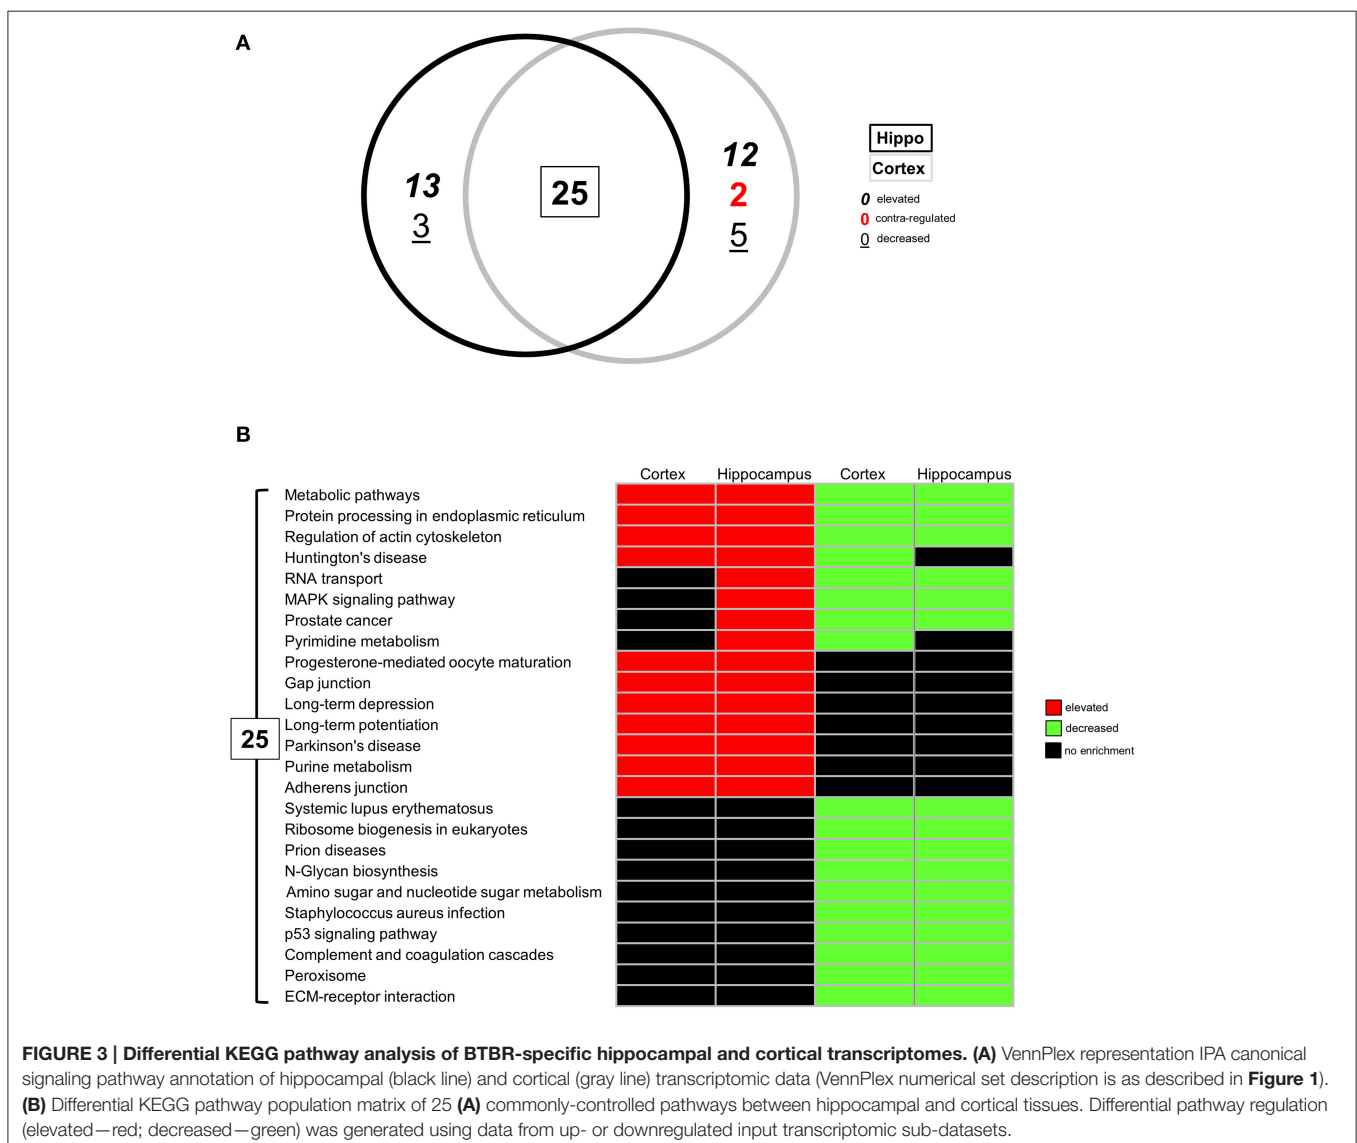 A
13
3
25
12
2
5
Hippo
Cortex
0 elevated
0 contra-regulated
0 decreased
B
Cortex Hippocampus Cortex Hippocampus
Metabolic pathways
Protein processing in endoplasmic reticulum
Regulation of actin cytoskeleton
Huntington's disease
RNA transport
MAPK signaling pathway
Prostate cancer
Pyrimidine metabolism
Progesterone-mediated oocyte maturation
Gap junction
Long-term depression
Long-term potentiation
Parkinson's disease
Purine metabolism
Adherens junction
Systemic lupus erythematosus
Ribosome biogenesis in eukaryotes
Prion diseases
N-Glycan biosynthesis
Amino sugar and nucleotide sugar metabolism
Staphylococcus aureus infection
p53 signaling pathway
Complement and coagulation cascades
Peroxisome
ECM-receptor interaction
25
elevated
decreased
no enrichment
FIGURE 3 | Differential KEGG pathway analysis of BTBR-specific hippocampal and cortical transcriptomes. (A) VennPlex representation IPA canonical
signaling pathway annotation of hippocampal (black line) and cortical (gray line) transcriptomic data (VennPlex numerical set description is as described in Figure 1).
(B) Differential KEGG pathway population matrix of 25 (A) commonly-controlled pathways between hippocampal and cortical tissues. Differential pathway regulation
(elevated—red; decreased—green) was generated using data from up- or downregulated input transcriptomic sub-datasets.